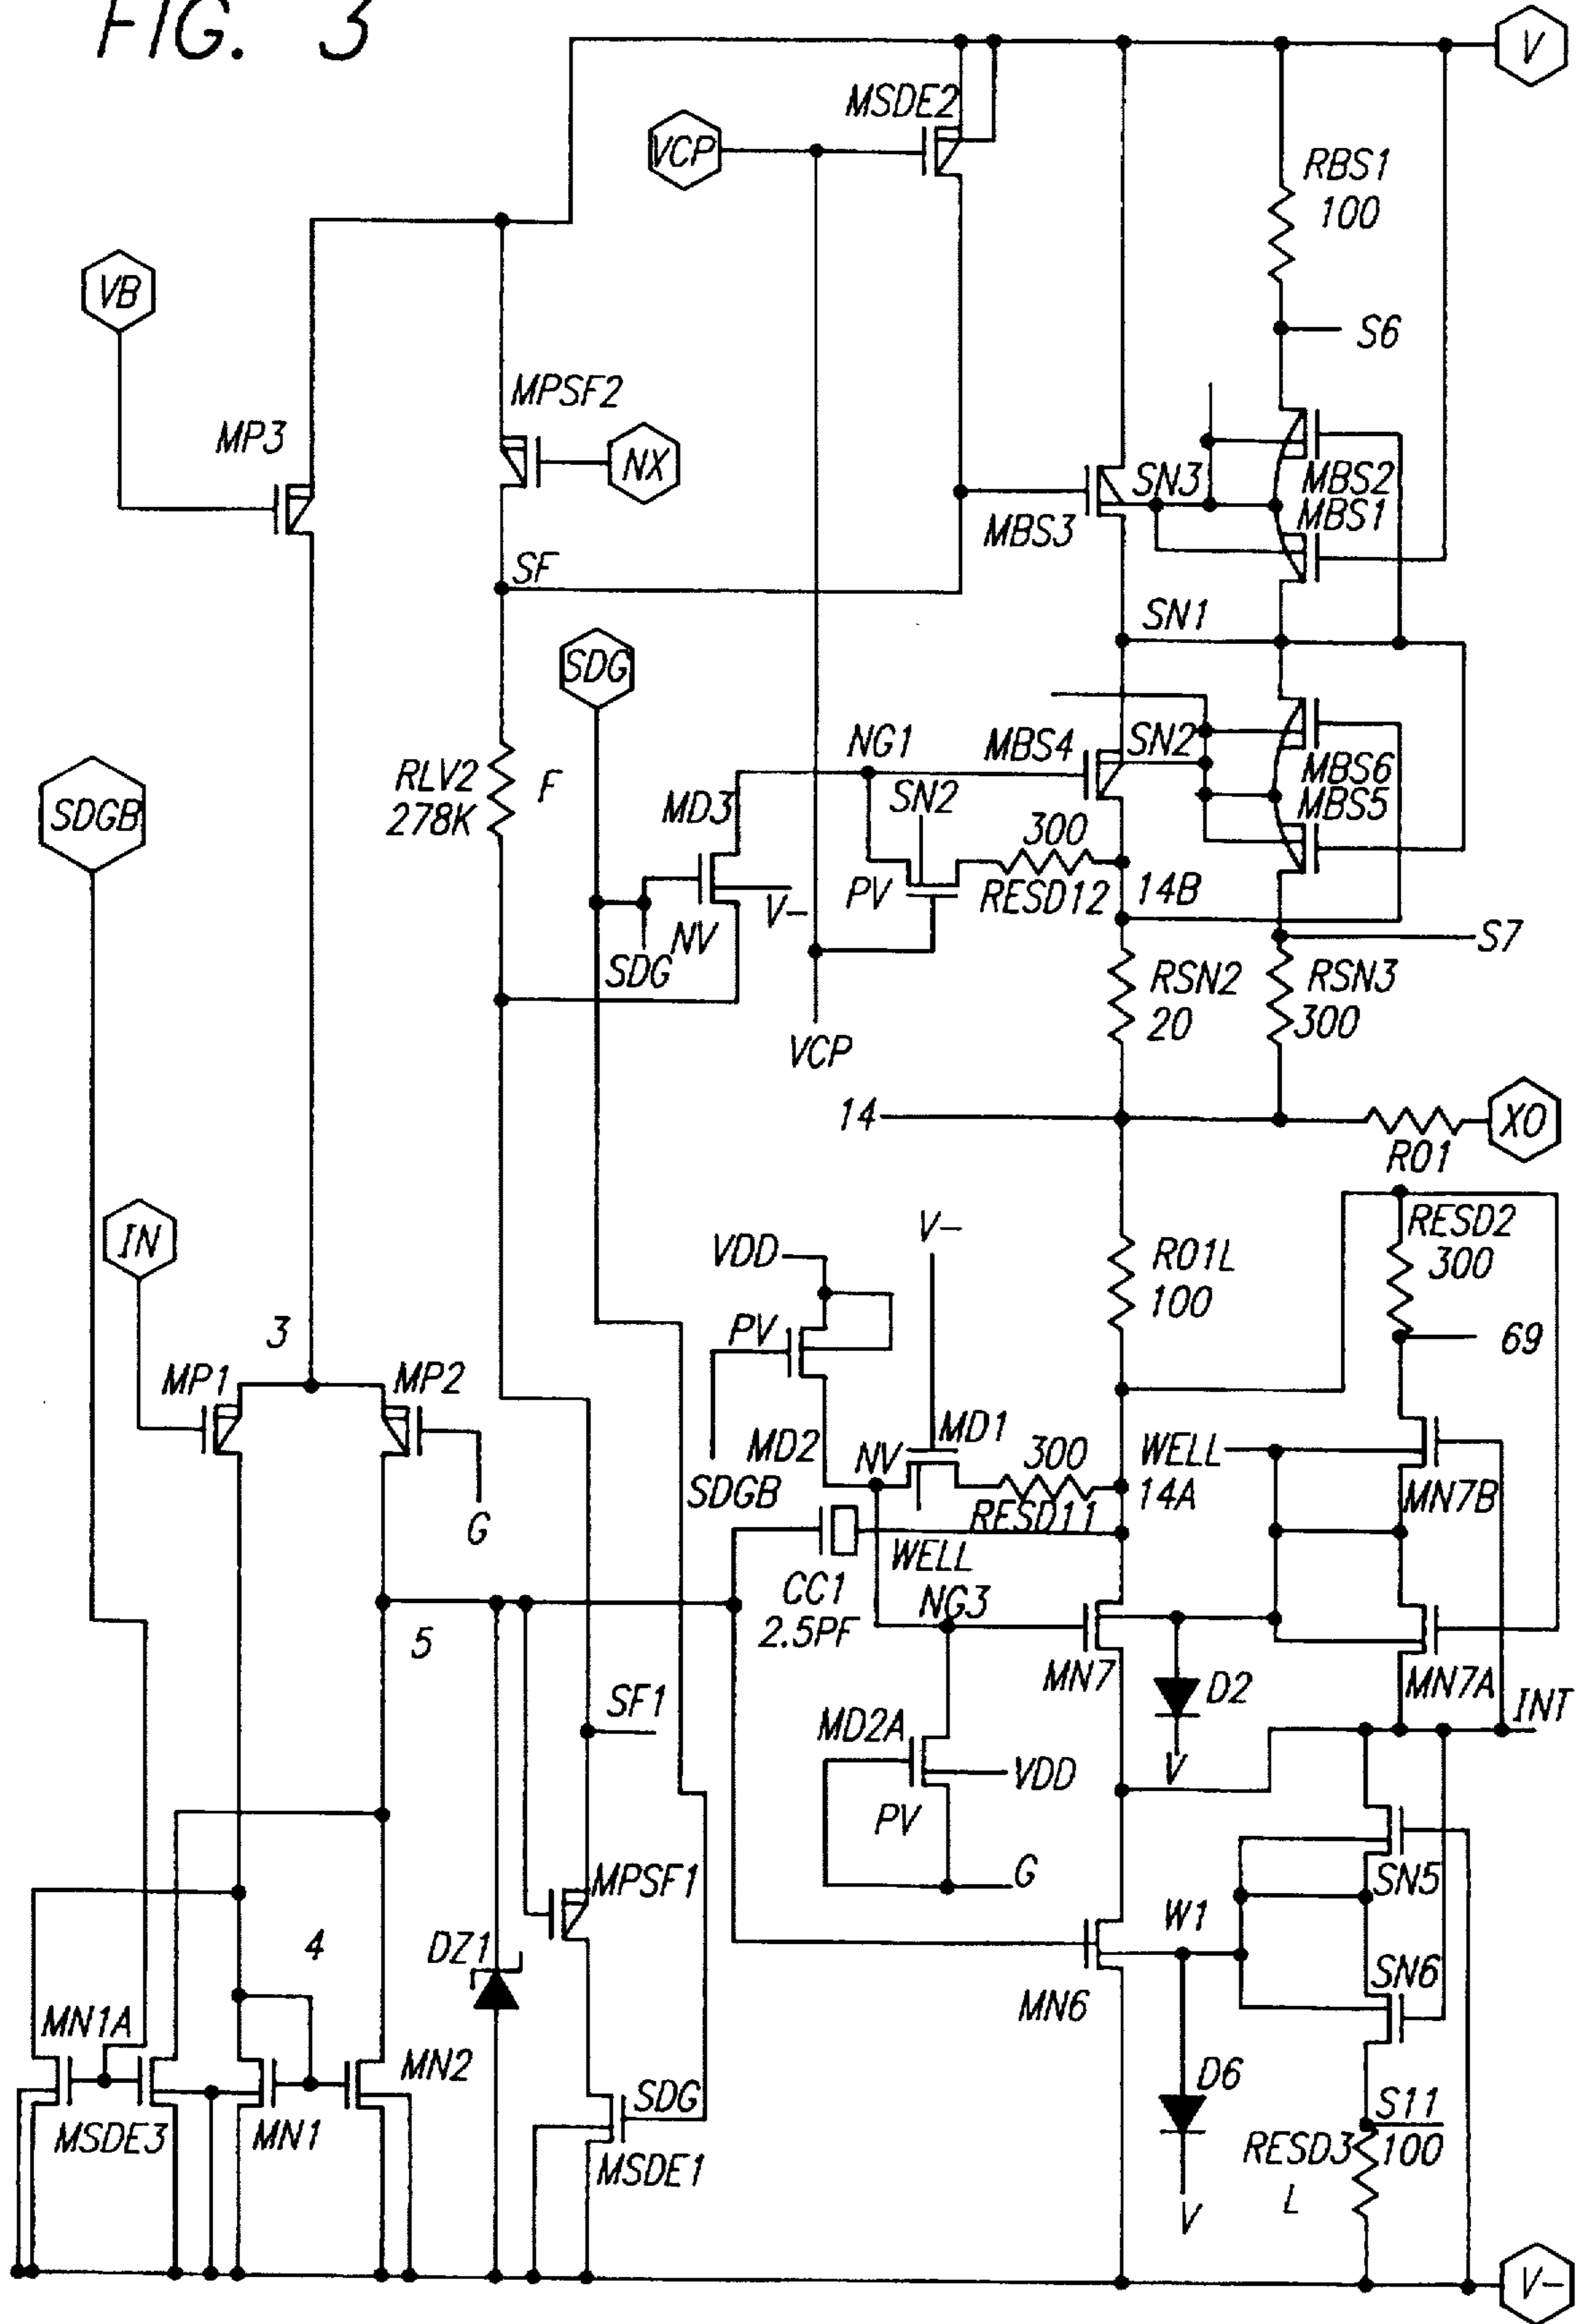 FIG. 3
V
MSDE2
VCP
RBS1
100
VB
S6
MPSF2
MP3
NX
SN3
MBS2
MBS1
MBS3
SF
SN1
SDG
NG1
MBS4
SN2
MBS6
MBS5
SDGB
RLV2
278K
F
MD3
SN2
300
PV
RESD12
14B
V-
NV
SDG
S7
RSN2
20
RSN3
300
VCP
14
XO
RO1
IN
V-
VDD
RO1L
100
RESD2
300
3
PV
69
MP1
MP2
MD1
MD2
NV
300
WELL
SDGB
14A
MN7B
G
RESD11
WELL
CC1
2.5PF
NG3
5
MN7
D2
MN7A
SF1
INT
MD2A
VDD
V
PV
G
MPSF1
SN5
4
W1
DZ1
SN6
MN1A
MN6
MN2
SDG
D6
S11
MSDE3
MN1
MSDE1
RESD3
100
L
V
V-